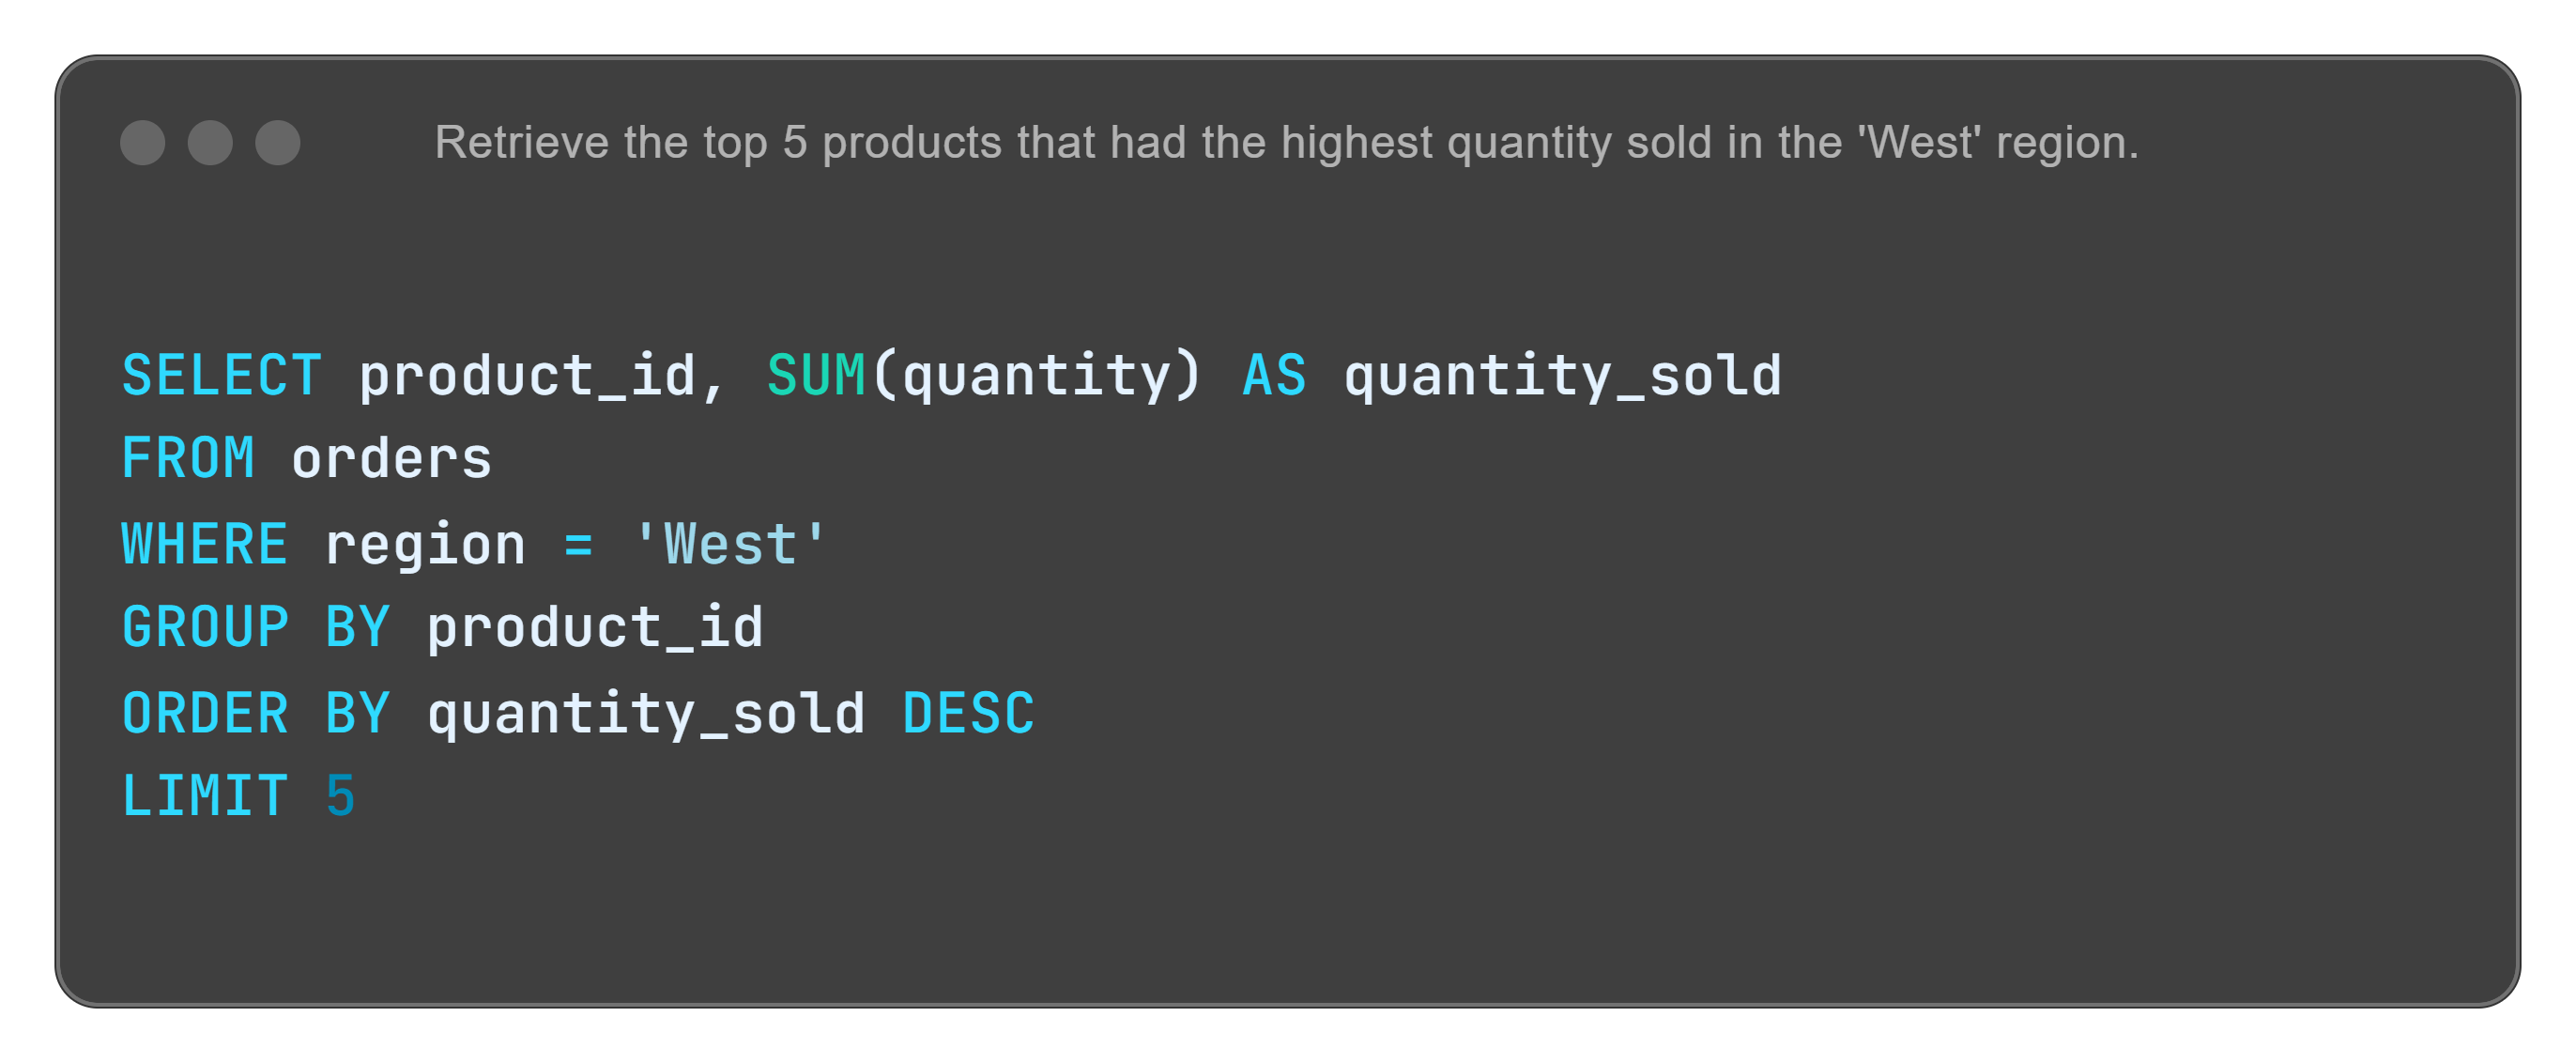 Retrieve the top 5 products that had the highest quantity sold in the 'West' region.
SELECT product_id, SUM(quantity) AS quantity_sold
FROM orders
WHERE region = 'West'
GROUP BY product_id
ORDER BY quantity_sold DESC
LIMIT 5